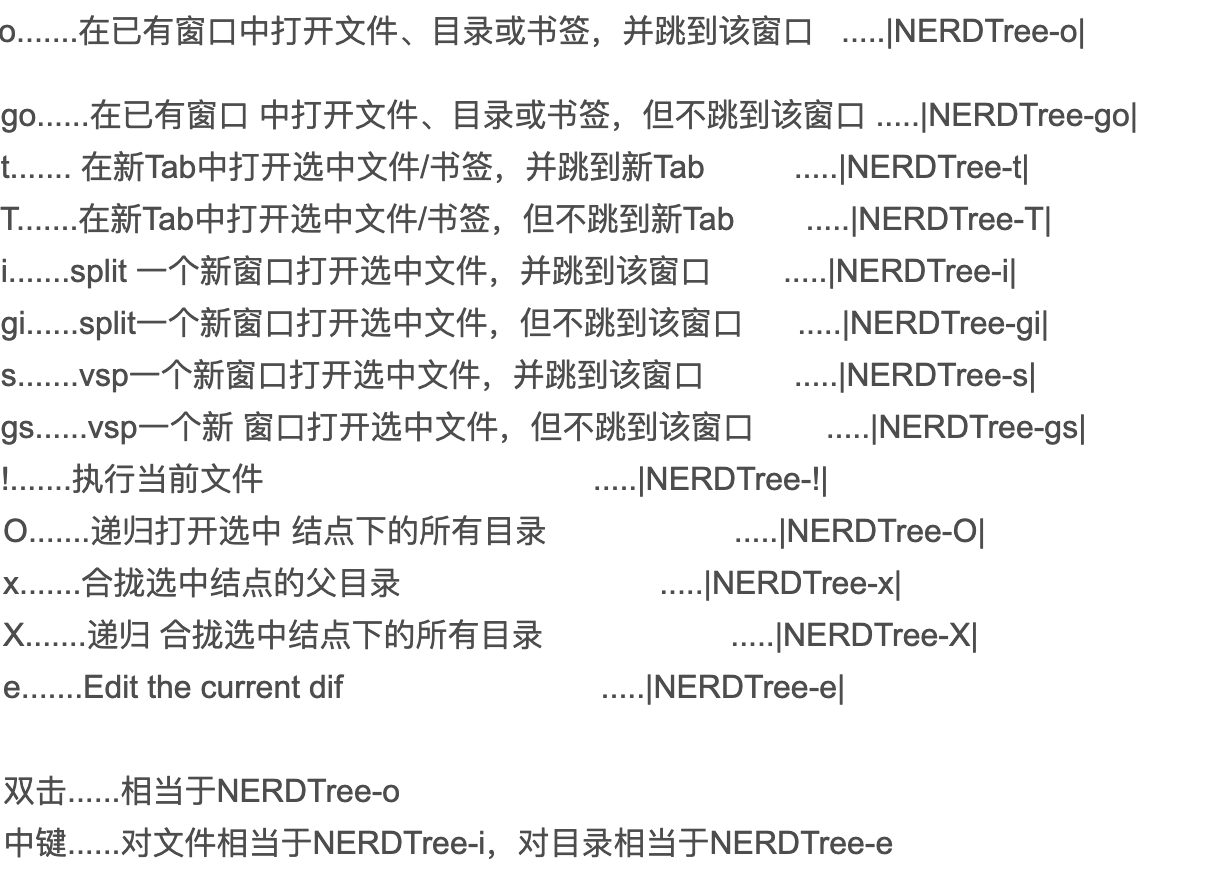 o.......在已有窗口中打开文件、目录或书签，并跳到该窗口 .....|NERDTree-o|
go......在已有窗口 中打开文件、目录或书签，但不跳到该窗口 .....|NERDTree-go|
t....... 在新Tab中打开选中文件/书签，并跳到新Tab .....|NERDTree-t|
T.......在新Tab中打开选中文件/书签，但不跳到新Tab .....|NERDTree-T|
i.......split 一个新窗口打开选中文件，并跳到该窗口 .....|NERDTree-i|
gi......split一个新窗口打开选中文件，但不跳到该窗口 .....|NERDTree-gi|
s.......vsp一个新窗口打开选中文件，并跳到该窗口 .....|NERDTree-s|
gs......vsp一个新 窗口打开选中文件，但不跳到该窗口 .....|NERDTree-gs|
!.......执行当前文件 .....|NERDTree-!|
O.......递归打开选中 结点下的所有目录 .....|NERDTree-O|
x.......合拢选中结点的父目录 .....|NERDTree-x|
X.......递归 合拢选中结点下的所有目录 .....|NERDTree-X|
e.......Edit the current dif .....|NERDTree-e|
双击......相当于NERDTree-o
中键......对文件相当于NERDTree-i，对目录相当于NERDTree-e